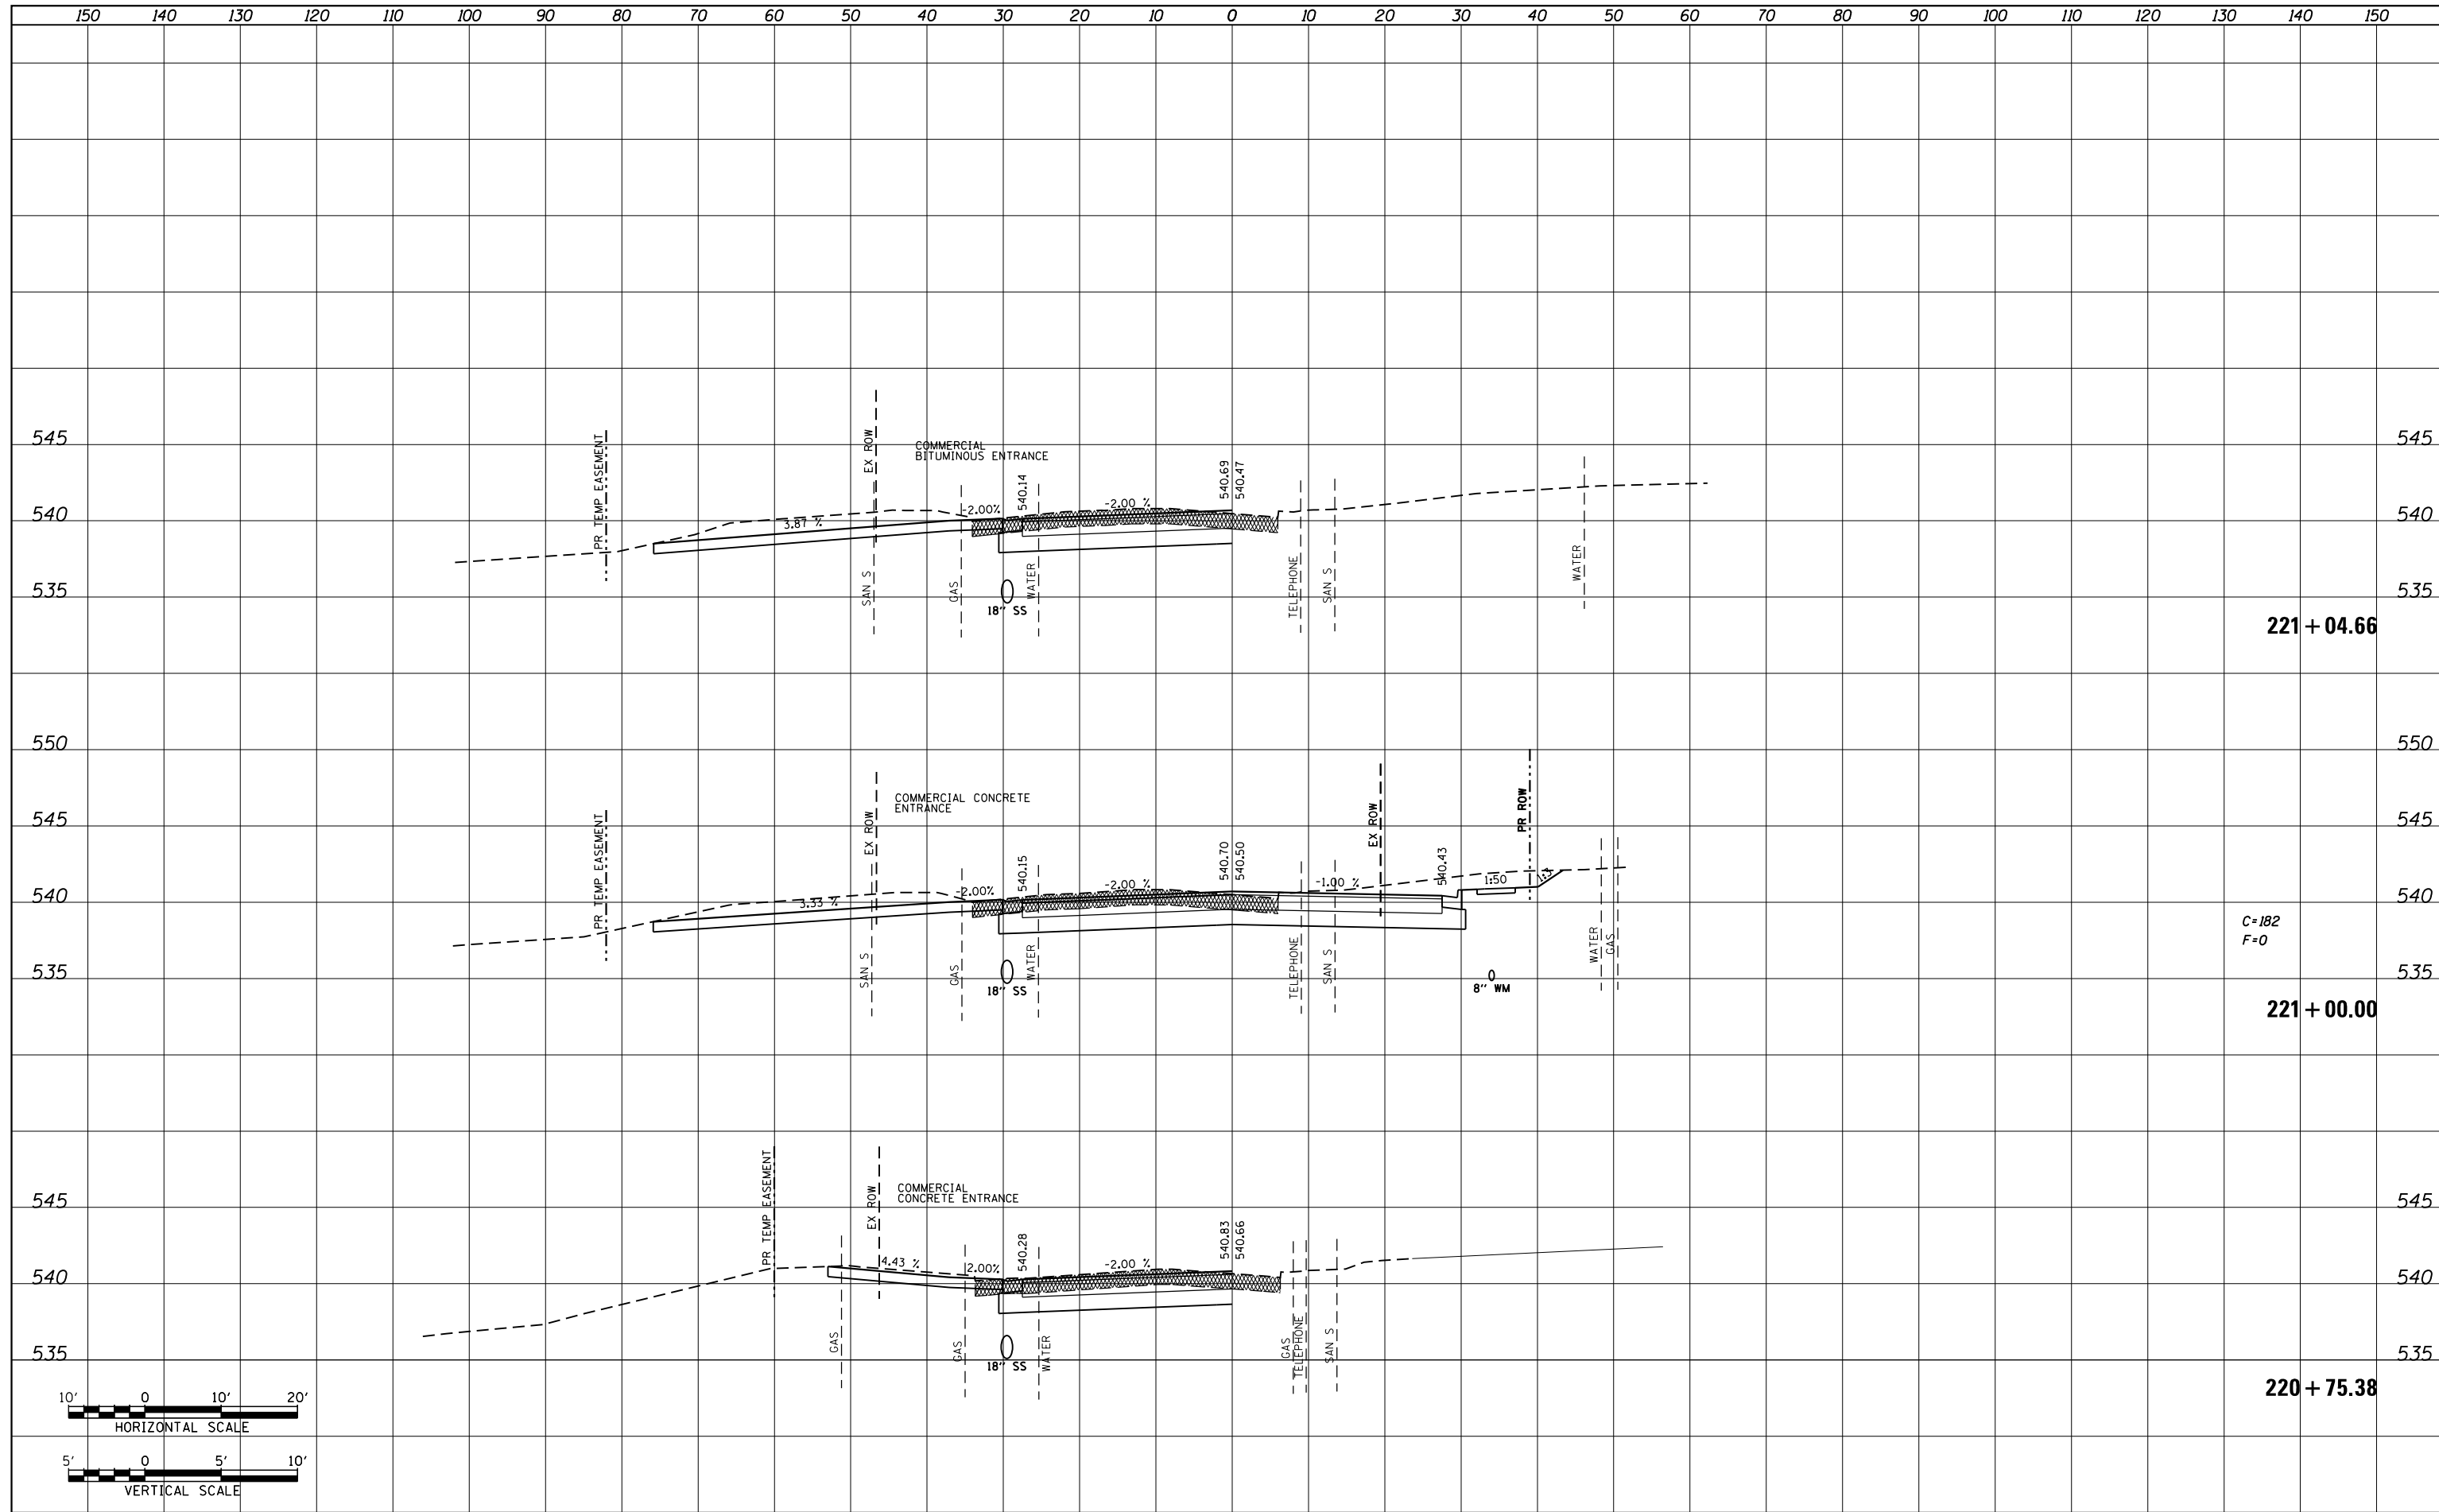 150 140 130 120 110 100 90 80 70 60 50 40 30 20 10 0 10 20 30 40 50 60 70 80 90 100 110 120 130 140 150
545 545
540 540
535 535
PR TEMP EASEMENT
EX ROW
SAN S
COMMERCIAL
BITUMINOUS ENTRANCE
GAS
540.14
WATER
540.69
540.47
3.87 %
-2.00%
-2.00 %
18" SS
TELEPHONE
SAN S
WATER
221+04.66
550 550
545 545
540 540
535 535
PR TEMP EASEMENT
EX ROW
SAN S
COMMERCIAL CONCRETE
ENTRANCE
GAS
540.15
WATER
540.70
540.50
3.33 %
-2.00%
-2.00 %
-1.00 %
18" SS
TELEPHONE
SAN S
EX ROW
540.43
PR ROW
1:50
1:3
8" WM
WATER
GAS
C=182
F=0
221+00.00
545 545
540 540
535 535
PR TEMP EASEMENT
EX ROW
GAS
COMMERCIAL
CONCRETE ENTRANCE
GAS
540.28
WATER
540.83
540.66
4.43 %
2.00%
-2.00 %
18" SS
GAS
TELEPHONE
SAN S
220+75.38
10' 0 10' 20'
HORIZONTAL SCALE
5' 0 5' 10'
VERTICAL SCALE